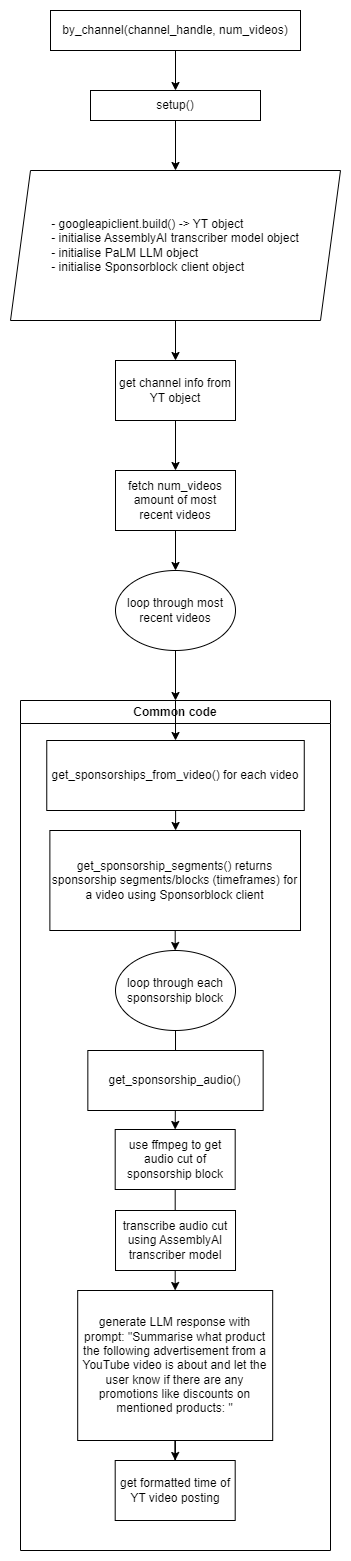 by_channel(channel_handle, num_videos)
setup()
- googleapiclient.build() -> YT object
- initialise AssemblyAI transcriber model object
- initialise PaLM LLM object
- initialise Sponsorblock client object
get channel info from
YT object
fetch num_videos
amount of most
recent videos
loop through most
recent videos
Common code
get_sponsorships_from_video() for each video
get_sponsorship_segments() returns
sponsorship segments/blocks (timeframes) for
a video using Sponsorblock client
loop through each
sponsorship block
get_sponsorship_audio()
use ffmpeg to get
audio cut of
sponsorship block
transcribe audio cut
using AssemblyAI
transcriber model
generate LLM response with
prompt: "Summarise what product
the following advertisement from a
YouTube video is about and let the
user know if there are any
promotions like discounts on
mentioned products: "
get formatted time of
YT video posting